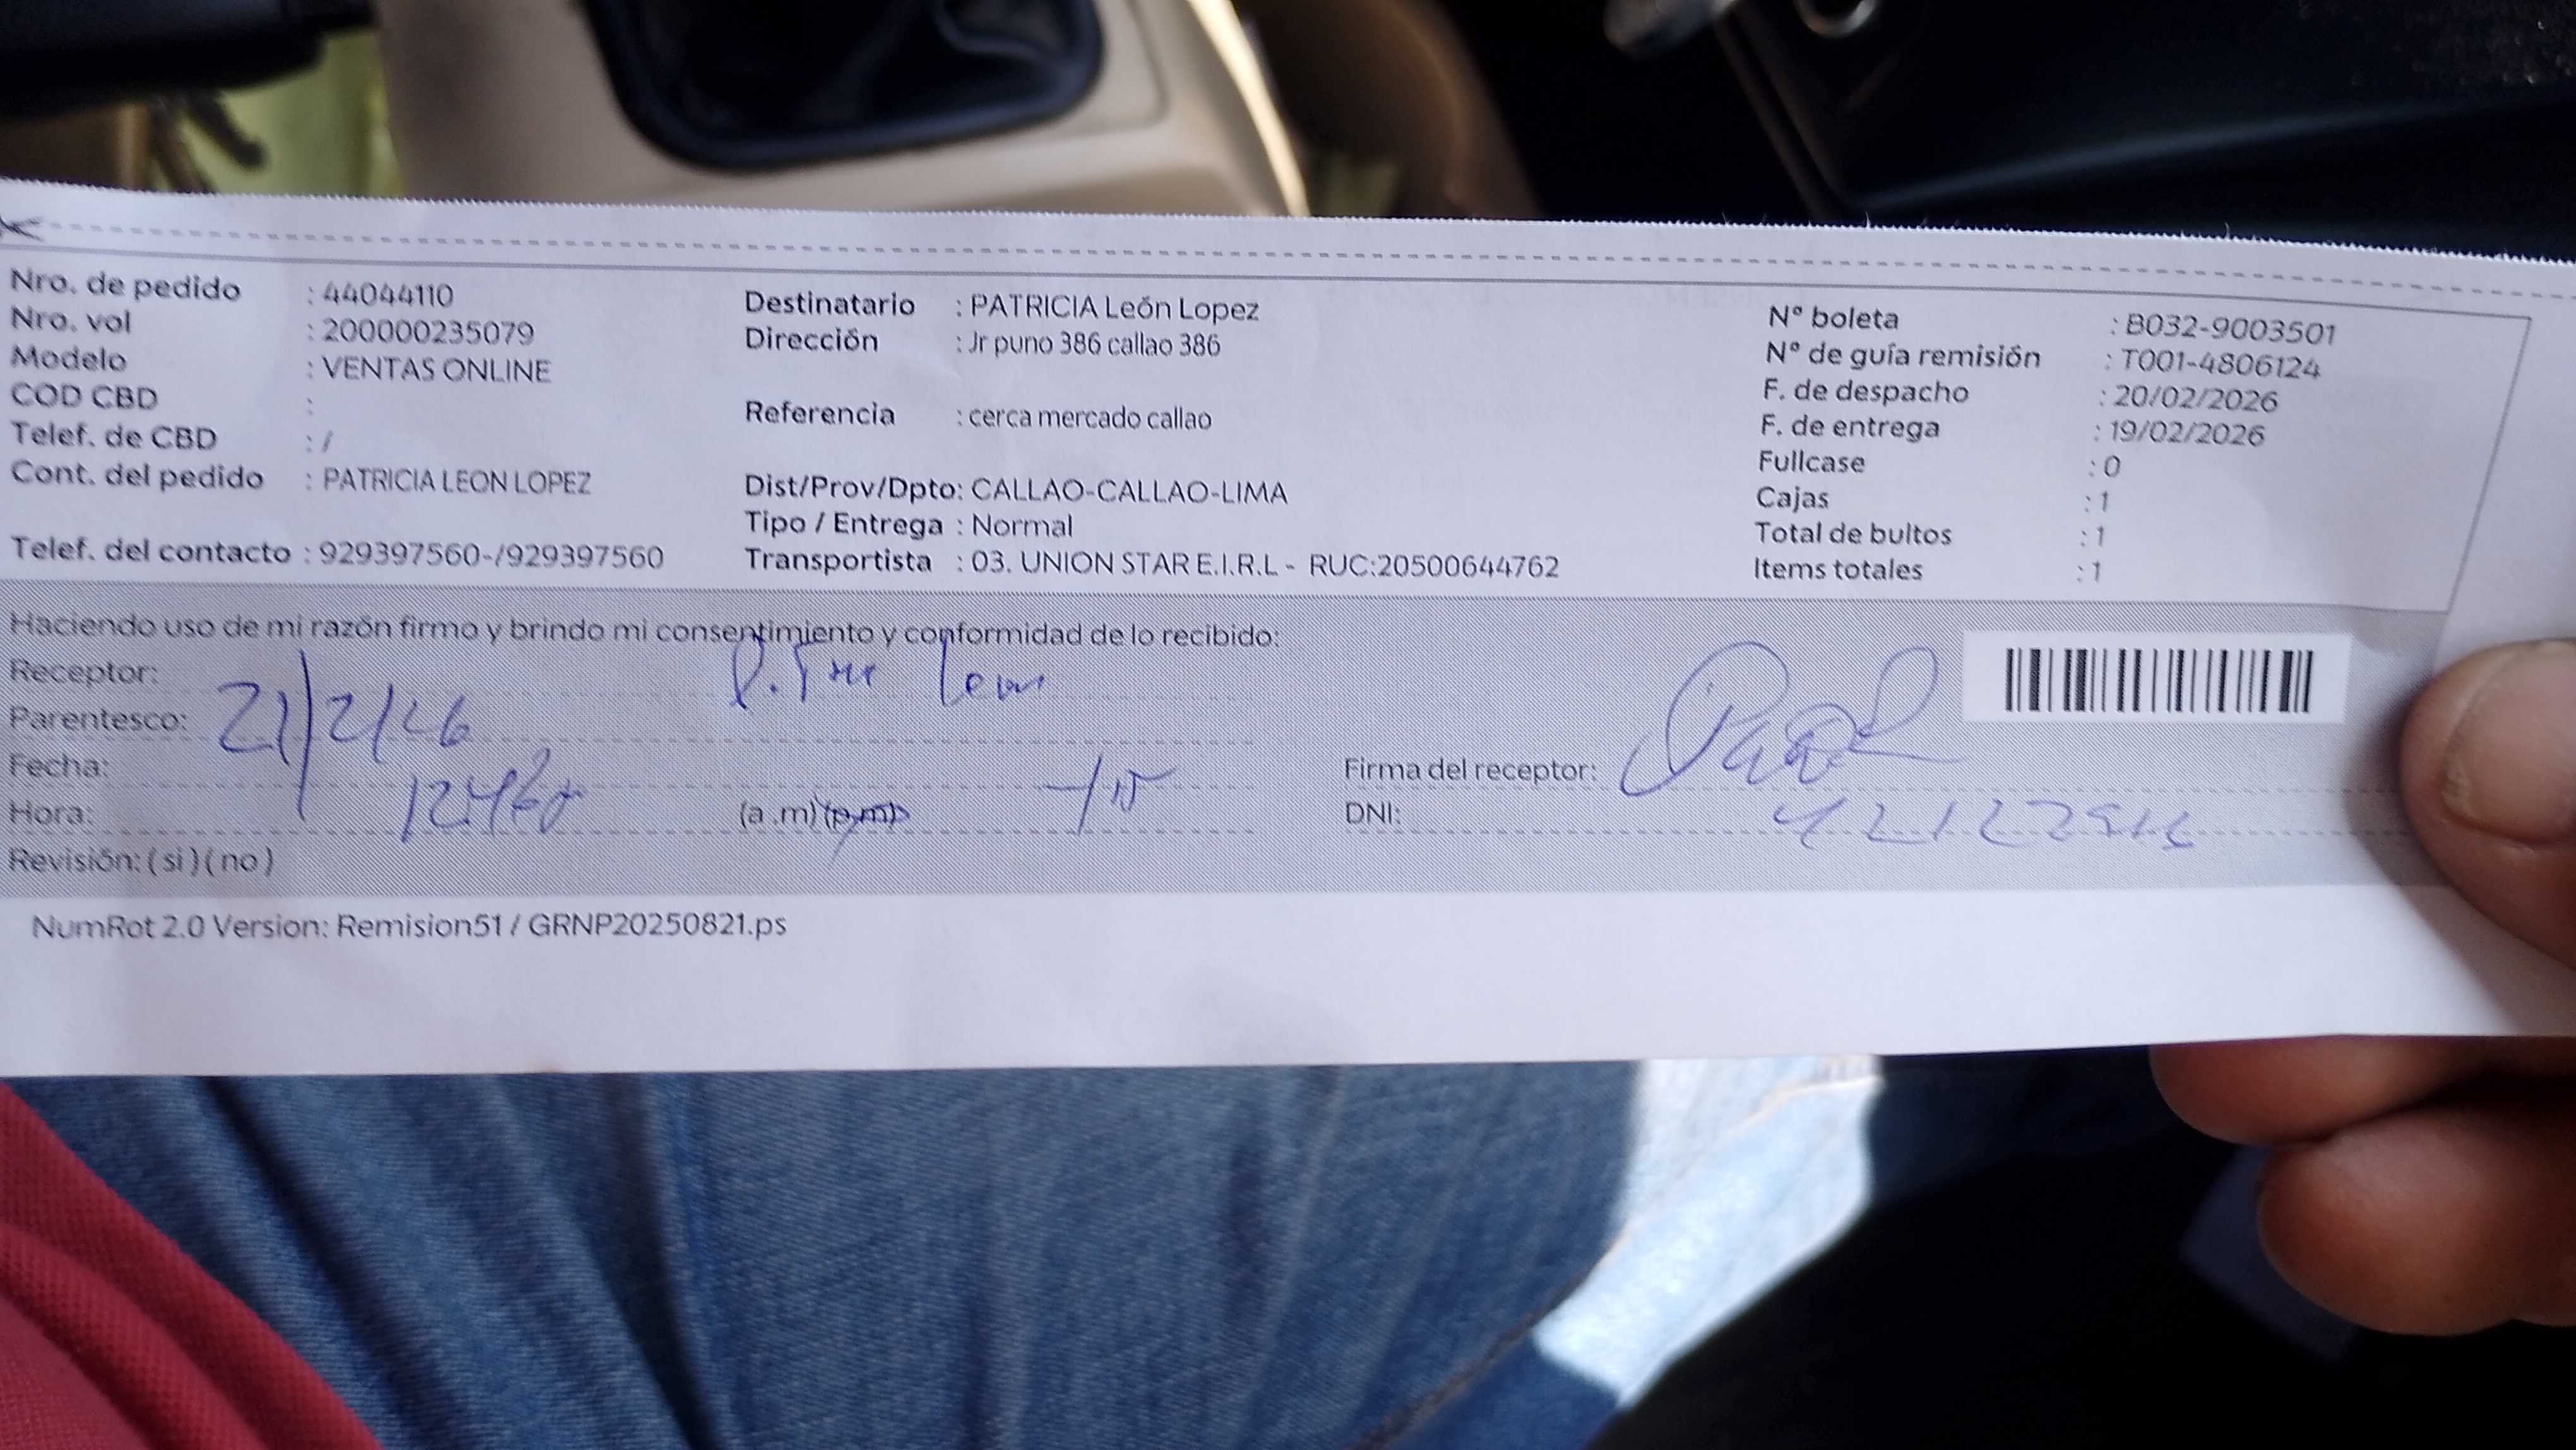 Nro. de pedido : 44044110
Nro. vol : 200000235079
Modelo : VENTAS ONLINE
COD CBD :
Telef. de CBD : /
Cont. del pedido : PATRICIA LEON LOPEZ
Telef. del contacto : 929397560-/929397560
Destinatario : PATRICIA León Lopez
Dirección : Jr puno 386 callao 386
Referencia : cerca mercado callao
Dist/Prov/Dpto: CALLAO-CALLAO-LIMA
Tipo / Entrega : Normal
Transportista : 03. UNION STAR E.I.R.L - RUC:20500644762
Nº boleta : B032-9003501
Nº de guía remisión : T001-4806124
F. de despacho : 20/02/2026
F. de entrega : 19/02/2026
Fullcase : 0
Cajas : 1
Total de bultos : 1
Items totales : 1
Haciendo uso de mi razón firmo y brindo mi consentimiento y conformidad de lo recibido:
Receptor: Leon
Parentesco: 21/2/26
Fecha:
Hora: (a .m) (p.m)
Revisión: ( si ) ( no )
Firma del receptor:
DNI:
NumRot 2.0 Version: Remision51 / GRNP20250821.ps